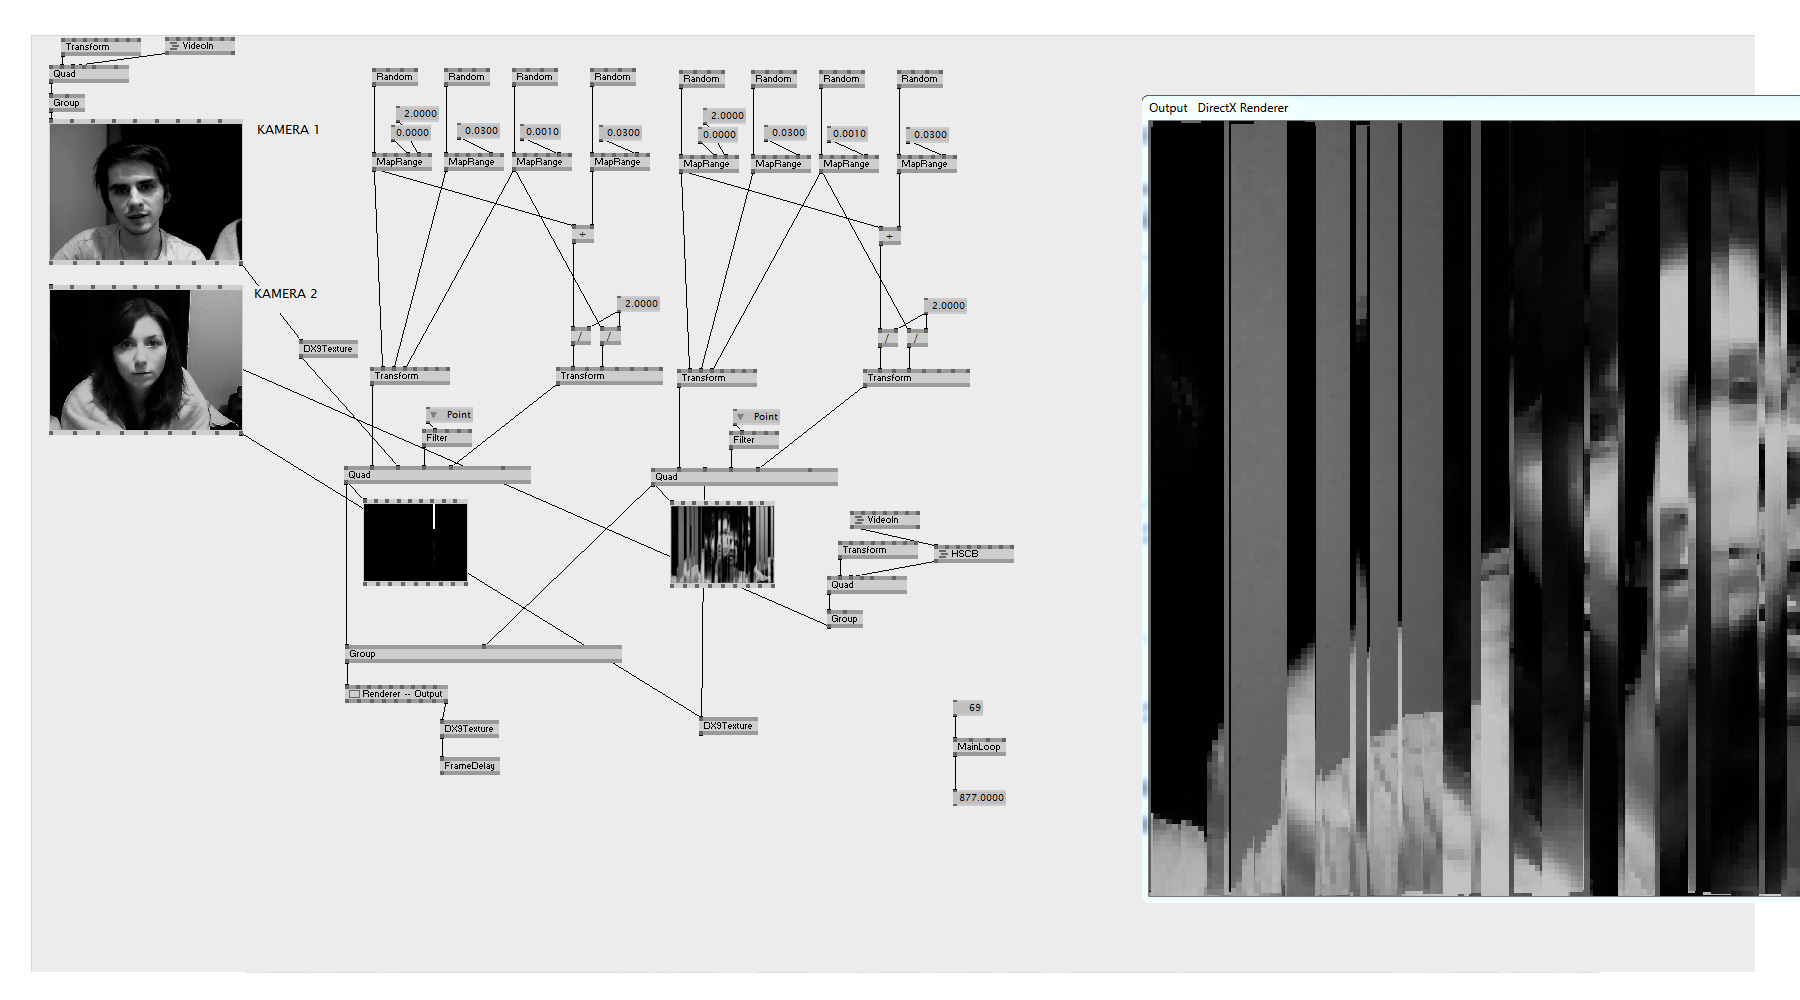 Transform
VideoIn
Quad
Group
KAMERA 1
KAMERA 2
DX9Texture
Random
Random
Random
Random
2.0000
0.0000
0.0300
0.0010
0.0300
MapRange
MapRange
MapRange
MapRange
+
2.0000
/
/
Transform
Transform
Point
Filter
Quad
Random
Random
Random
Random
2.0000
0.0000
0.0300
0.0010
0.0300
MapRange
MapRange
MapRange
MapRange
+
2.0000
/
/
Transform
Transform
Point
Filter
Quad
VideoIn
Transform
HSCB
Quad
Group
Group
Renderer -- Output
DX9Texture
FrameDelay
DX9Texture
69
MainLoop
877.0000
Output DirectX Renderer